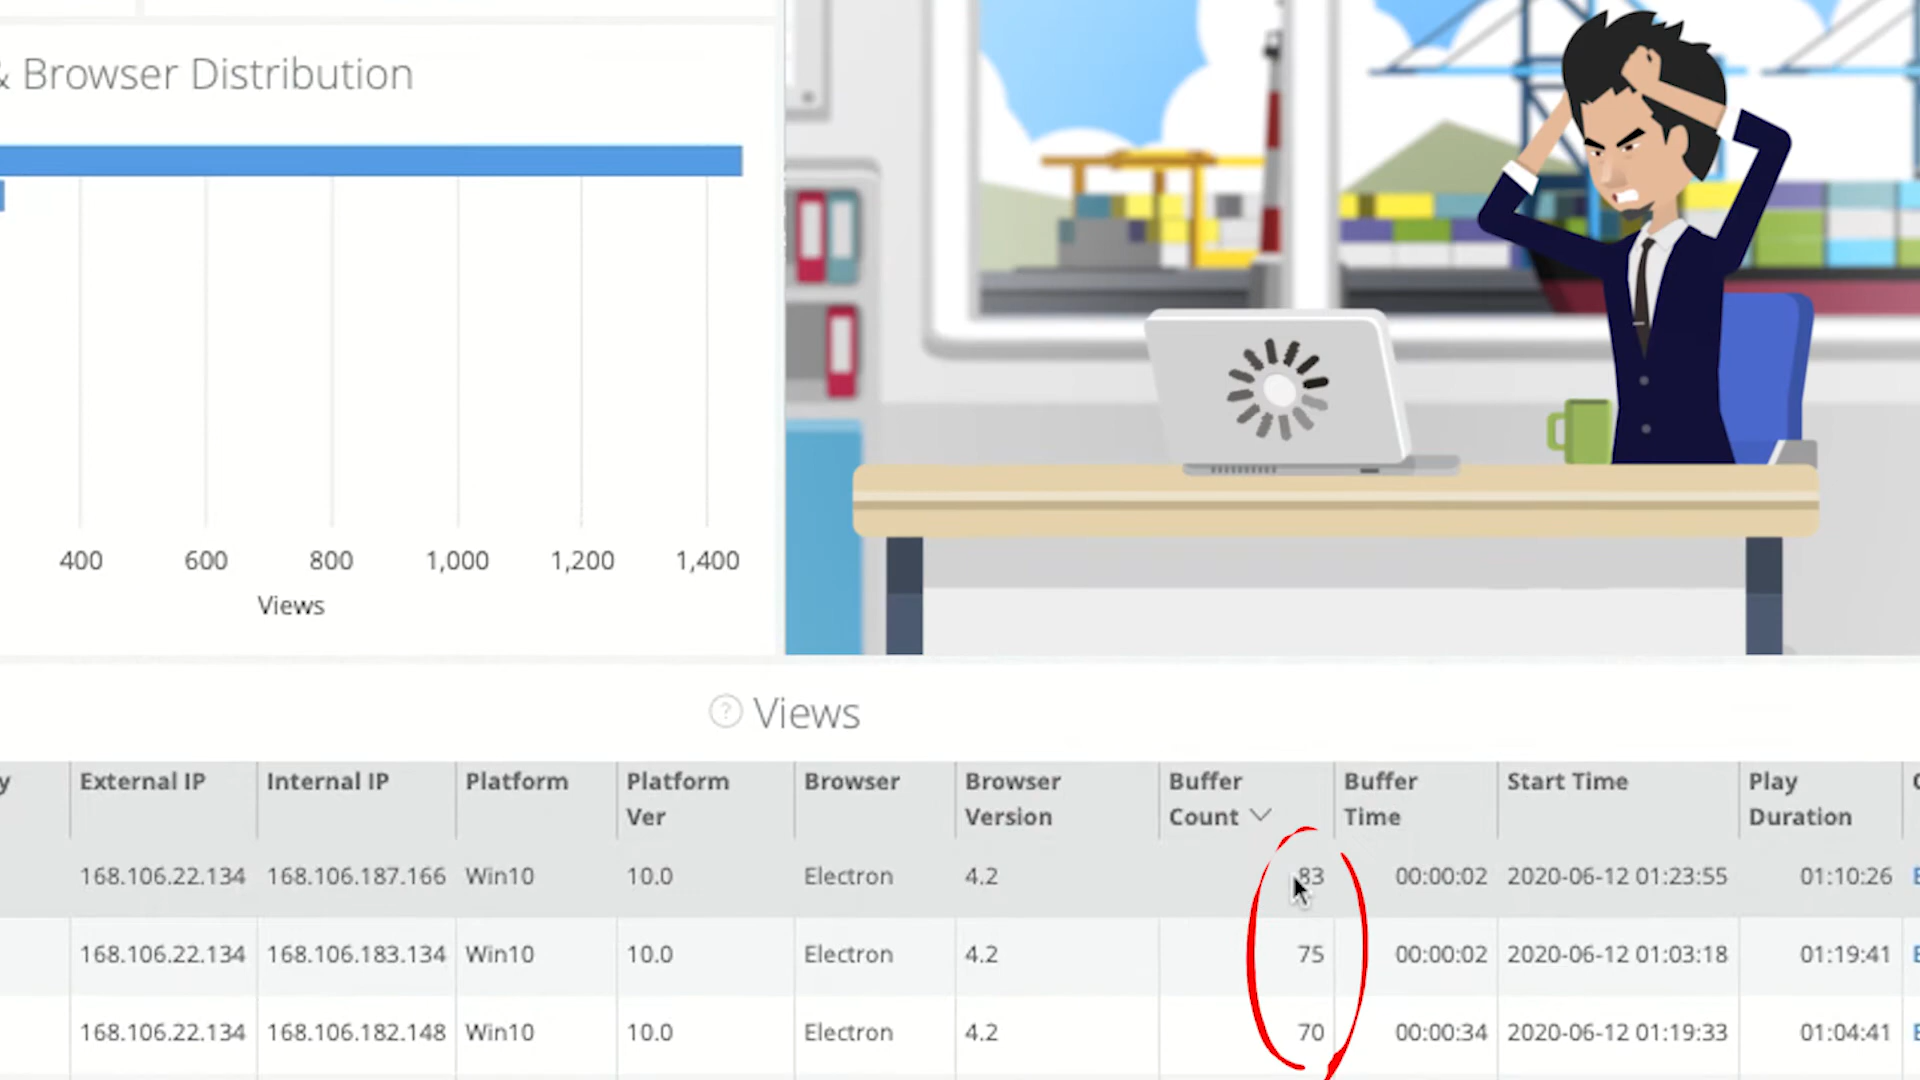 & Browser Distribution
400 600 800 1,000 1,200 1,400
Views
? Views
External IP Internal IP Platform Platform Ver Browser Browser Version Buffer Count Buffer Time Start Time Play Duration
168.106.22.134 168.106.187.166 Win10 10.0 Electron 4.2 83 00:00:02 2020-06-12 01:23:55 01:10:26
168.106.22.134 168.106.183.134 Win10 10.0 Electron 4.2 75 00:00:02 2020-06-12 01:03:18 01:19:41
168.106.22.134 168.106.182.148 Win10 10.0 Electron 4.2 70 00:00:34 2020-06-12 01:19:33 01:04:41